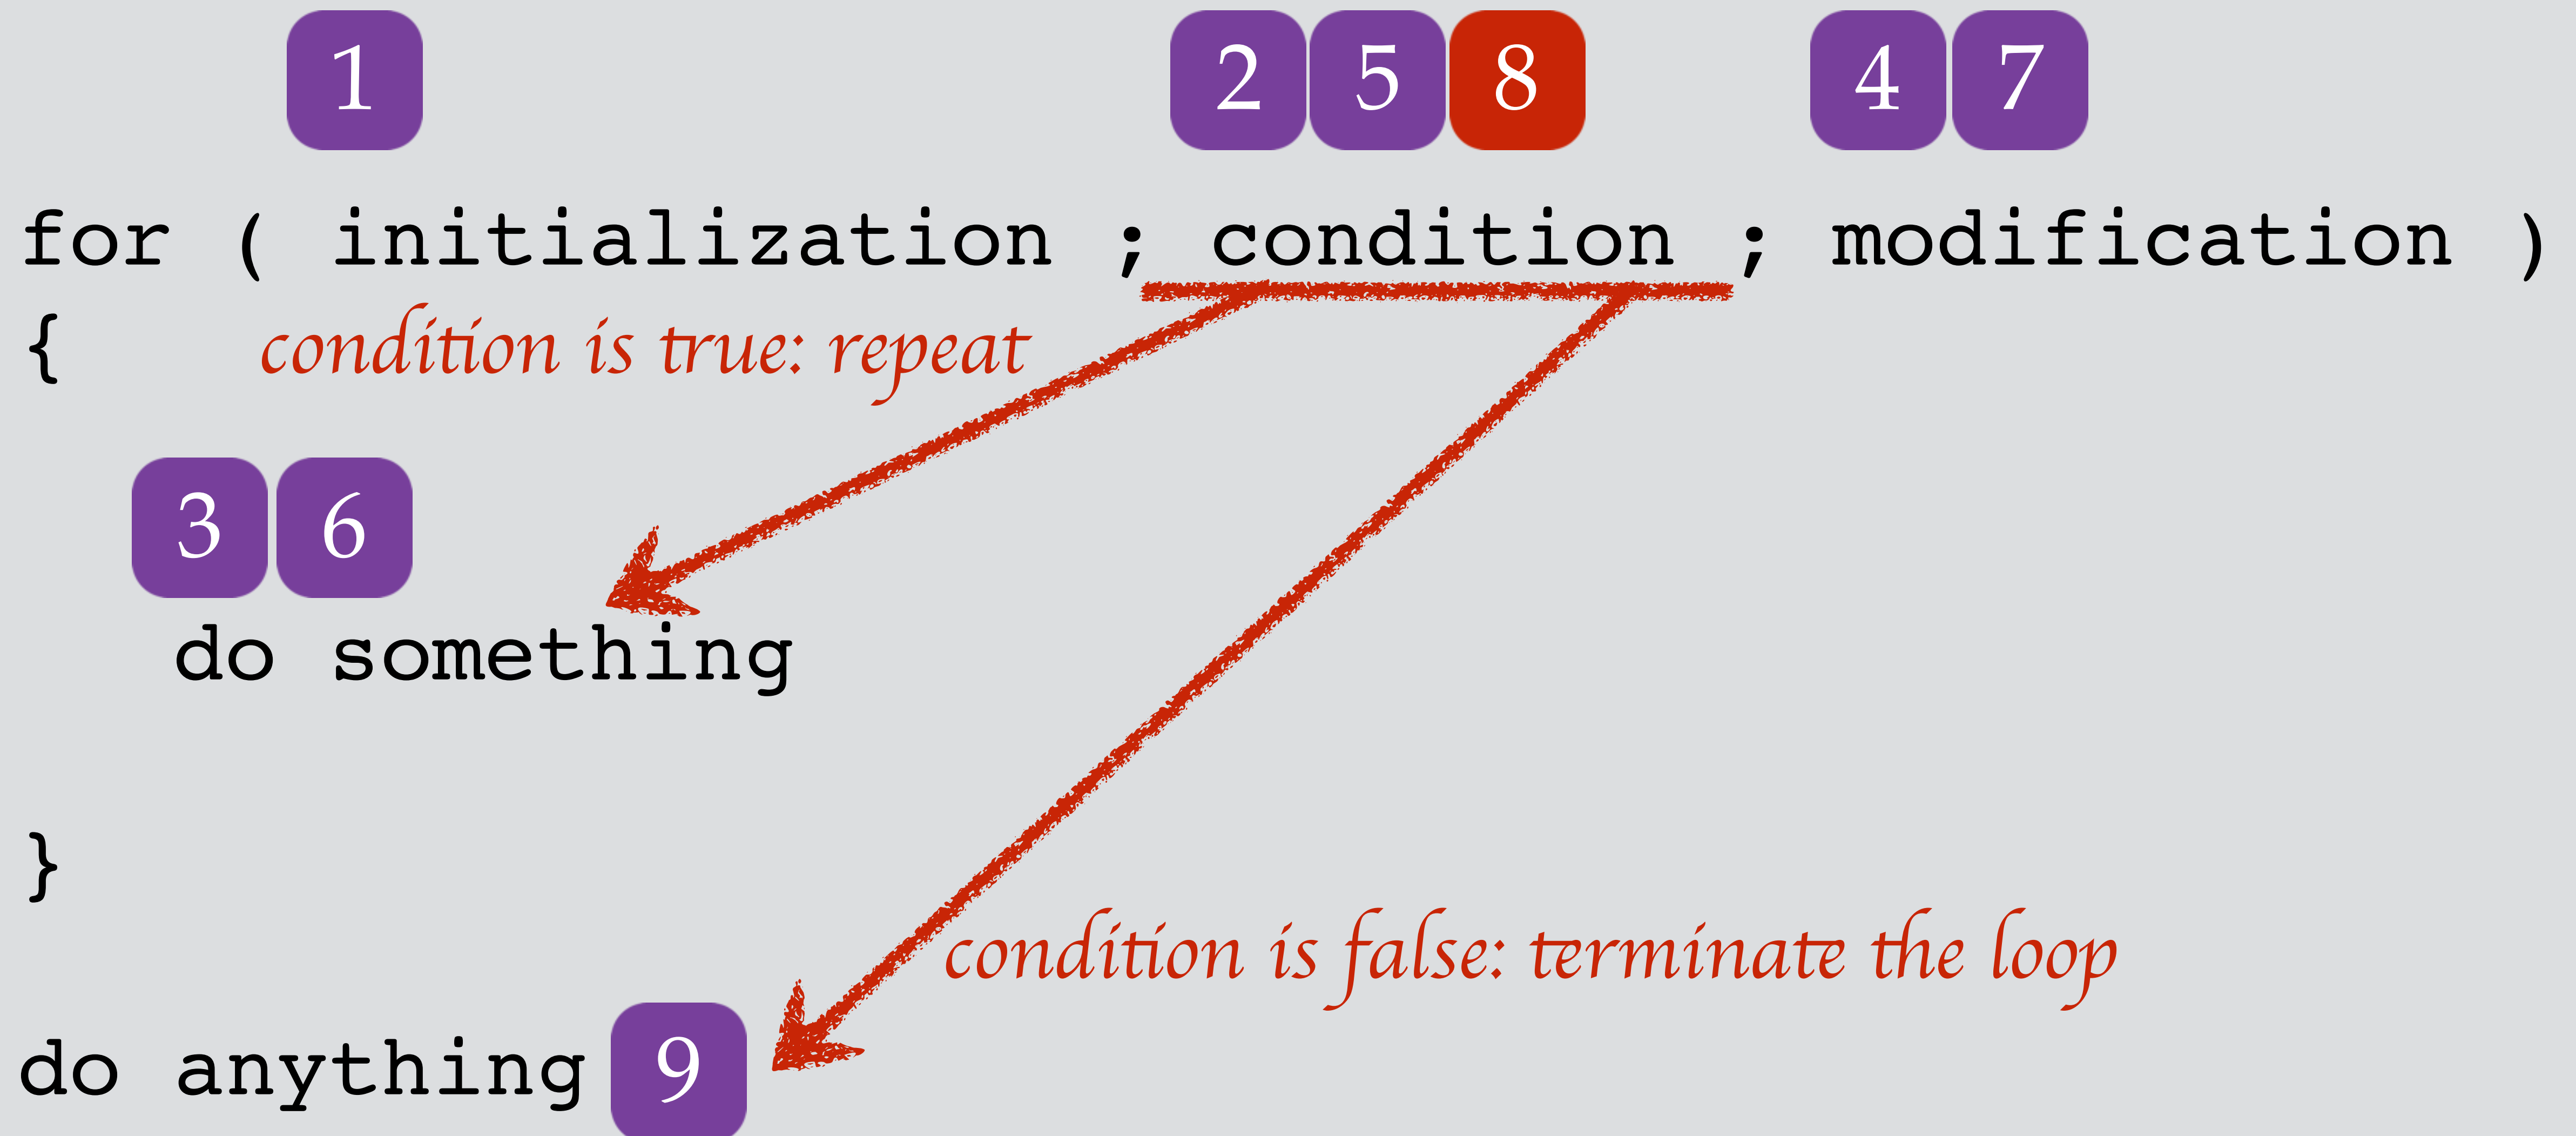 1 2 5 8 4 7
for ( initialization ; condition ; modification )
{ condition is true: repeat
3 6
do something
}
condition is false: terminate the loop
do anything 9